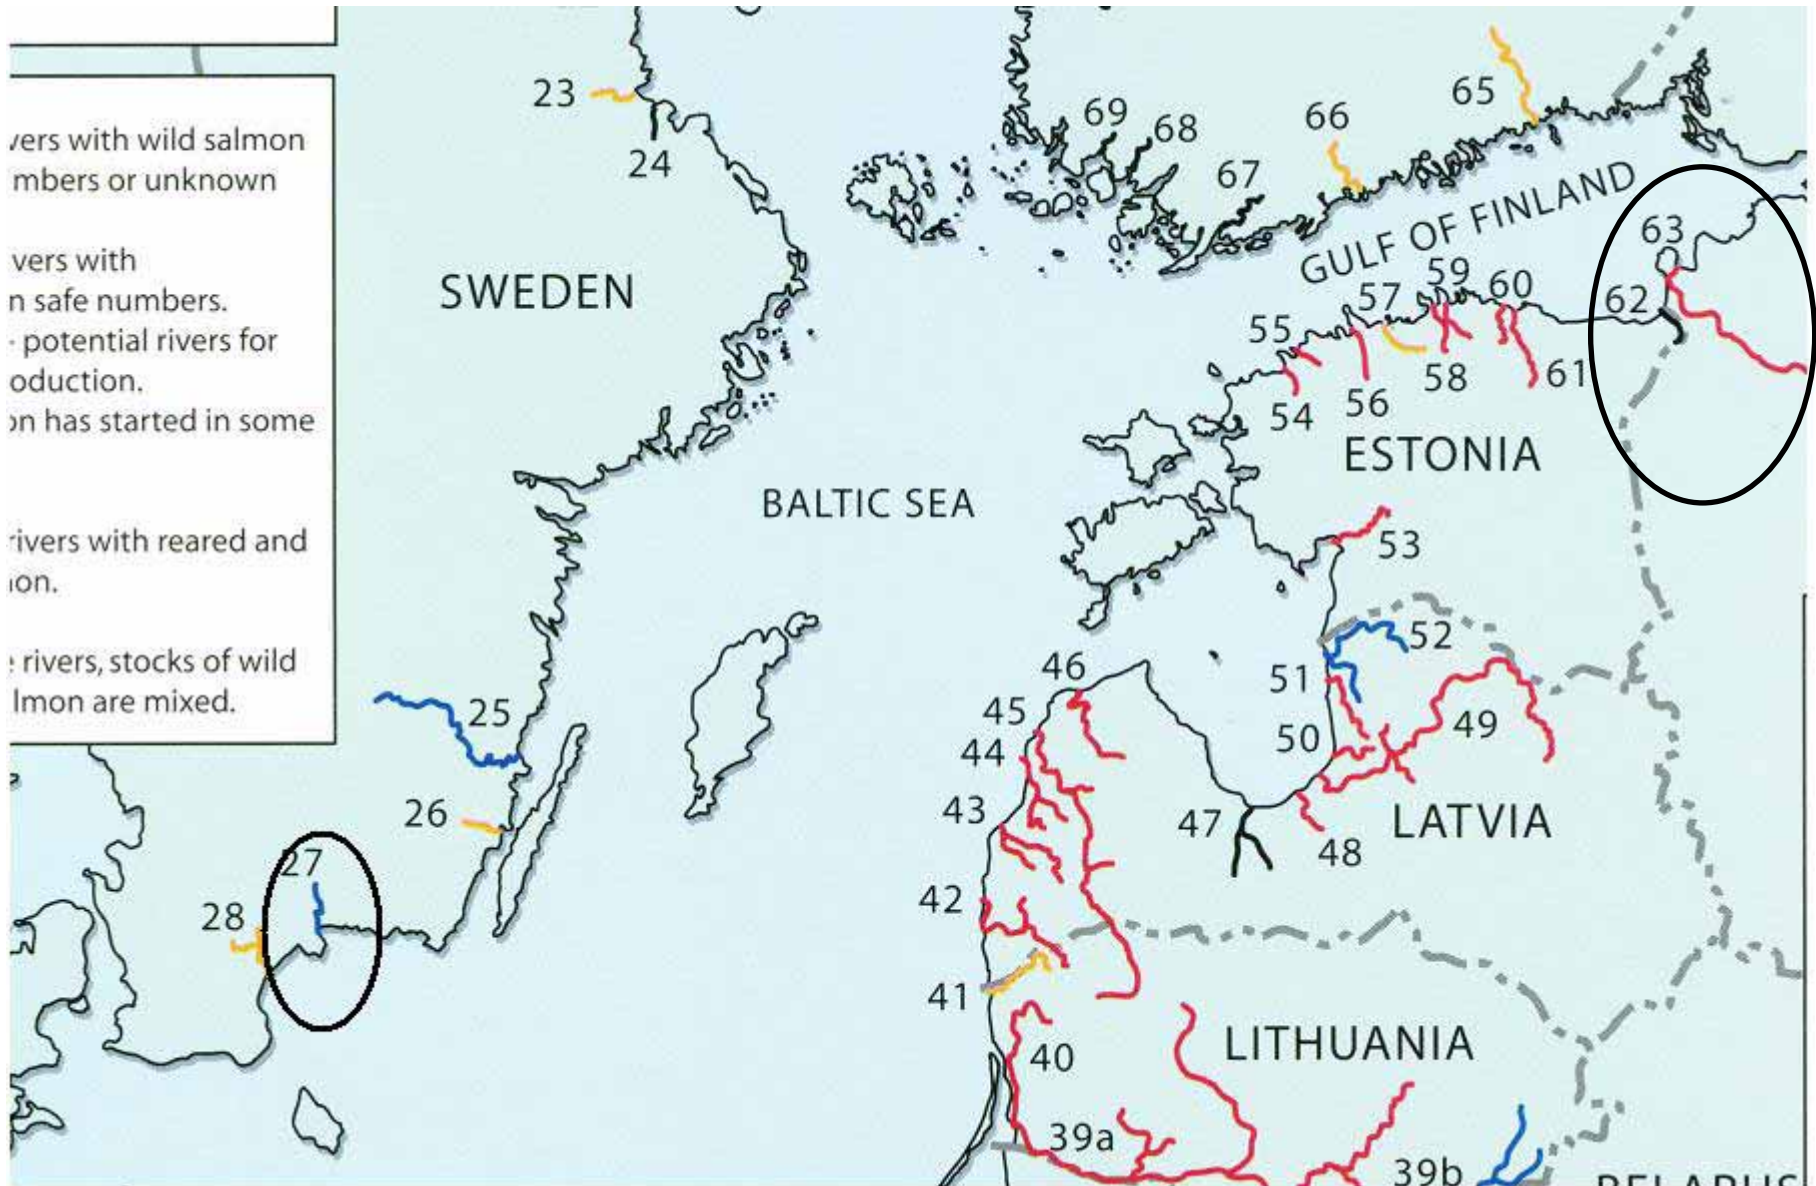 vers with wild salmon
mbers or unknown
vers with
n safe numbers.
potential rivers for
oduction.
on has started in some
rivers with reared and
on.
rivers, stocks of wild
lmon are mixed.
23
24
SWEDEN
25
26
27
28
BALTIC SEA
69
68
67
66
65
GULF OF FINLAND
63
62
59
60
57
55
58
61
56
54
ESTONIA
53
52
51
46
45
49
50
44
43
47
LATVIA
48
42
41
40
LITHUANIA
39a
39b
BELARUS